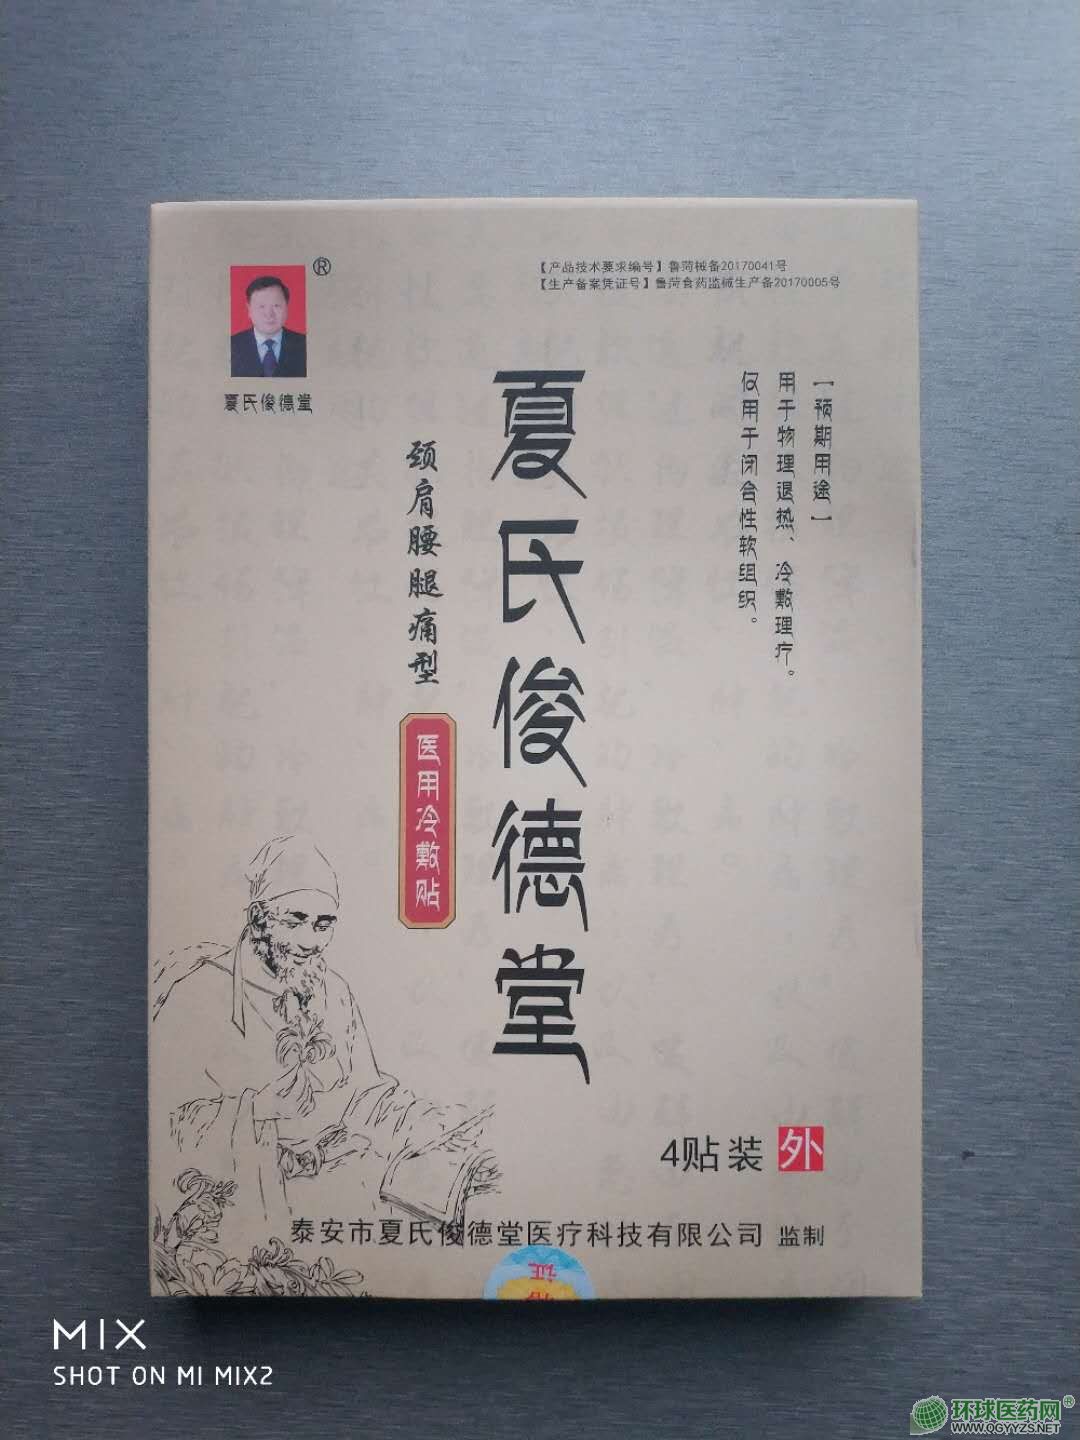 ®
夏氏俊德堂
【产品技术要求编号】鲁菏械备20170041号
【生产备案凭证号】鲁菏食药监械生产备20170005号
【预期用途】
用于物理退热、冷敷理疗。
仅用于闭合性软组织。
夏氏俊德堂
颈肩腰腿痛型
医用冷敷贴
4贴装 外
泰安市夏氏俊德堂医疗科技有限公司 监制
证
MIX
SHOT ON MI MIX2
环球医药网®
WWW.QGYYZS.NET